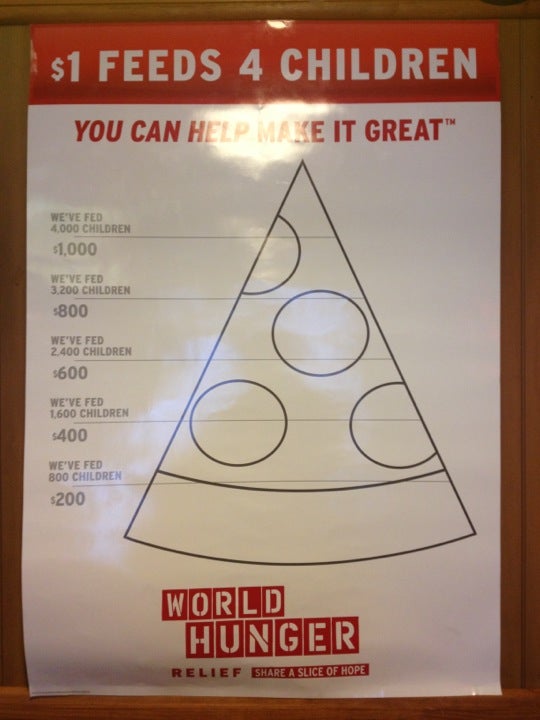 $1 FEEDS 4 CHILDREN
YOU CAN HELP MAKE IT GREAT™
WE'VE FED
4,000 CHILDREN
$1,000
WE'VE FED
3,200 CHILDREN
$800
WE'VE FED
2,400 CHILDREN
$600
WE'VE FED
1,600 CHILDREN
$400
WE'VE FED
800 CHILDREN
$200
WORLD
HUNGER
RELIEF SHARE A SLICE OF HOPE